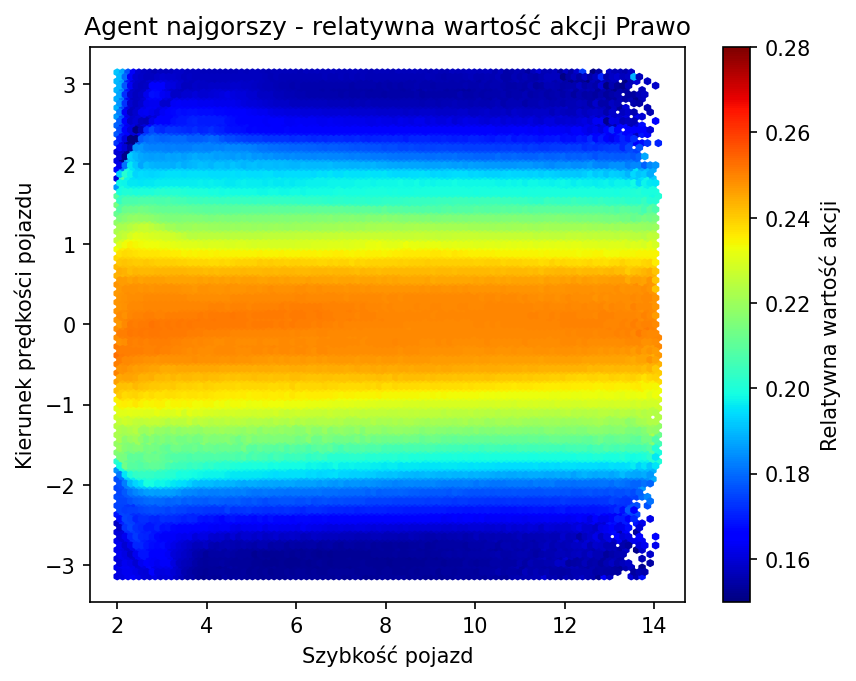 Agent najgorszy - relatywna wartość akcji Prawo
3
2
1
0
−1
−2
−3
Kierunek prędkości pojazdu
2 4 6 8 10 12 14
Szybkość pojazd
0.28
0.26
0.24
0.22
0.20
0.18
0.16
Relatywna wartość akcji